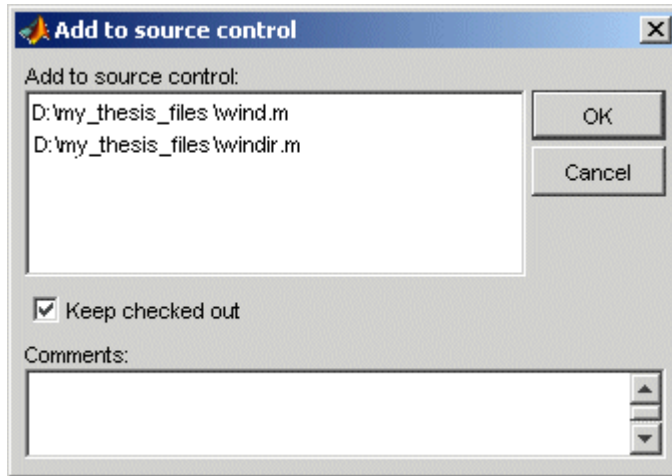 Add to source control
Add to source control:
D:\my_thesis_files\wind.m
D:\my_thesis_files\windir.m
OK
Cancel
Keep checked out
Comments: